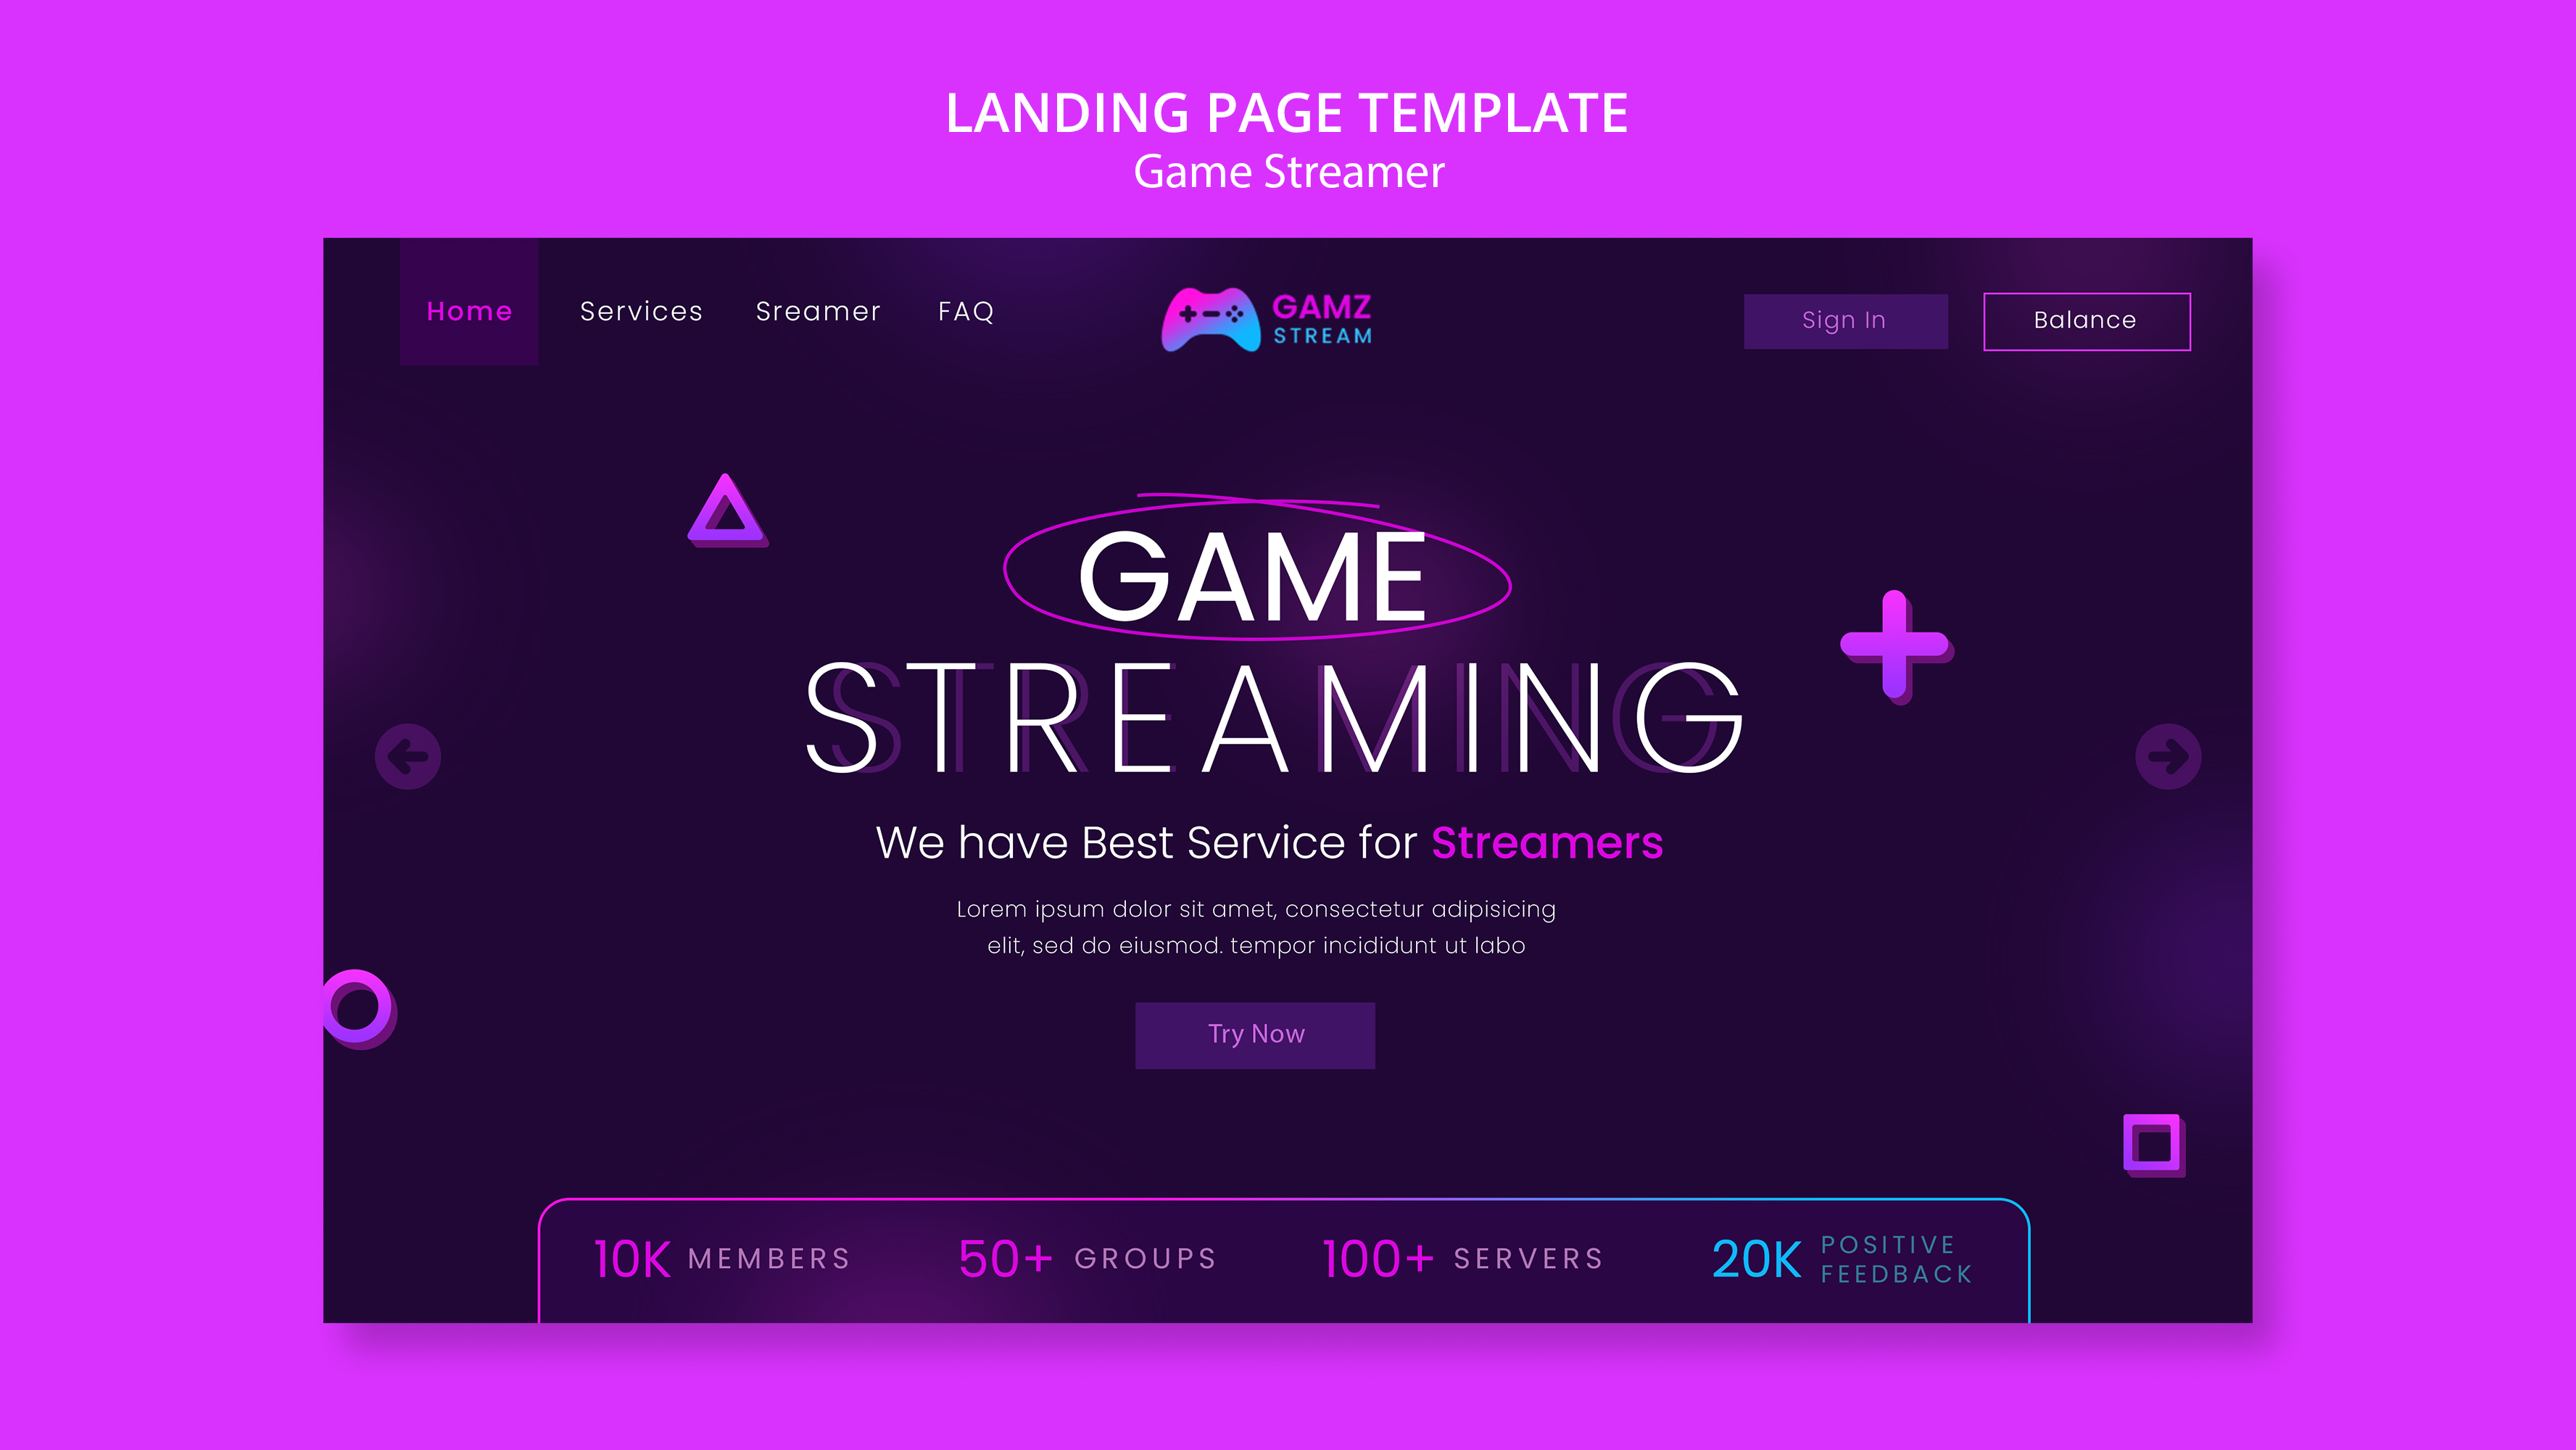 LANDING PAGE TEMPLATE
Game Streamer
Home Services Sreamer FAQ
GAMZ
STREAM
Sign In Balance
GAME
STREAMING
We have Best Service for Streamers
Lorem ipsum dolor sit amet, consectetur adipisicing
elit, sed do eiusmod. tempor incididunt ut labo
Try Now
10K MEMBERS 50+ GROUPS 100+ SERVERS 20K POSITIVE
FEEDBACK